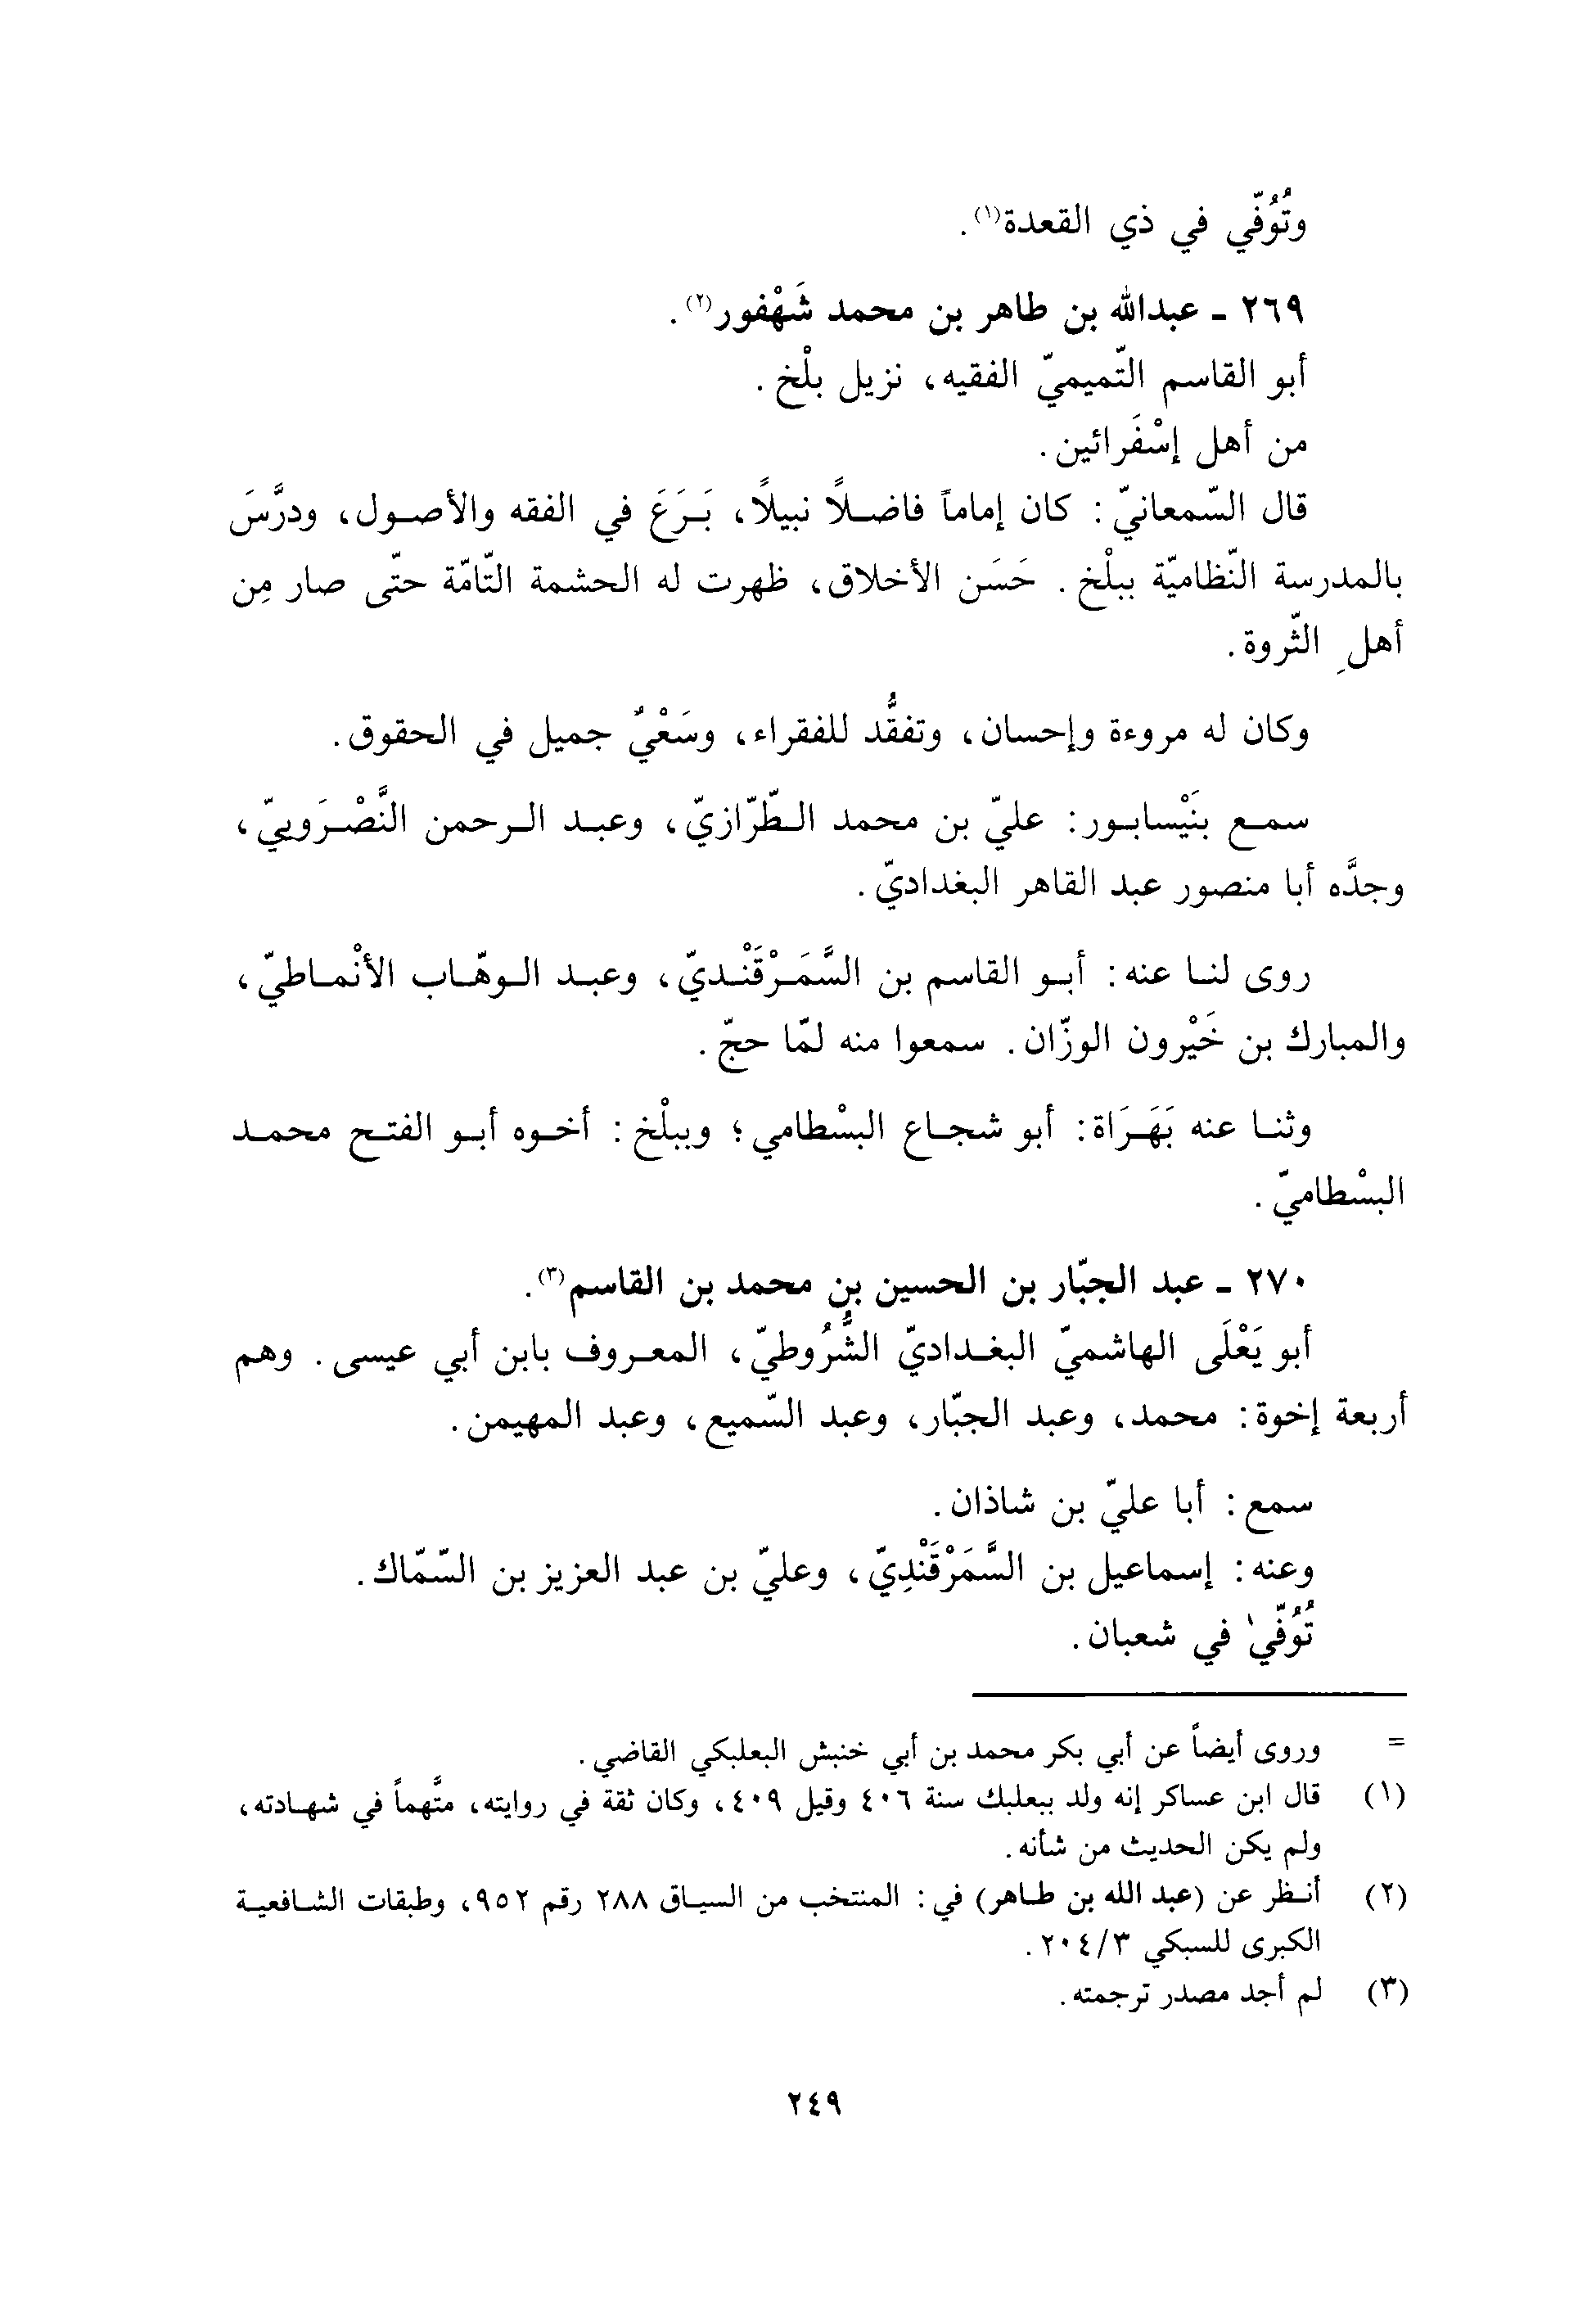 وتُوُفّي في ذي القعدة(١).
٢٦٩ - عبدالله بن طاهر بن محمد شَهْفور(٢).
أبو القاسم التّميميّ الفقيه، نزيل بلْخ.
من أهل إسْفَرائين.
قال السّمعانيّ: كان إماماً فاضلاً نبيلاً، بَرَعَ في الفقه والأصول، ودرَّسَ
بالمدرسة النّظاميّة ببلْخ. حَسَن الأخلاق، ظهرت له الحشمة التّامّة حتّى صار مِن
أهلِ الثّروة.
وكان له مروءة وإحسان، وتفقُّد للفقراء، وسَعْيٌ جميل في الحقوق.
سمع بنَيْسابور: عليّ بن محمد الطّرّازيّ، وعبد الرحمن النَّصْرَوييّ،
وجدَّه أبا منصور عبد القاهر البغداديّ.
روى لنا عنه: أبو القاسم بن السَّمَرْقَنْديّ، وعبد الوهّاب الأنْماطيّ،
والمبارك بن خَيْرون الوزّان. سمعوا منه لمّا حجّ.
وثنا عنه بَهَرَاة: أبو شجاع البسْطامي؛ وببلْخ: أخوه أبو الفتح محمد
البسْطاميّ.
٢٧٠ - عبد الجبّار بن الحسين بن محمد بن القاسم(٣).
أبو يَعْلَى الهاشميّ البغداديّ الشُّرُوطيّ، المعروف بابن أبي عيسى. وهم
أربعة إخوة: محمد، وعبد الجبّار، وعبد السّميع، وعبد المهيمن.
سمع: أبا عليّ بن شاذان.
وعنه: إسماعيل بن السَّمَرْقَنْدِيّ، وعليّ بن عبد العزيز بن السّمّاك.
تُوُفّي في شعبان.
= وروى أيضاً عن أبي بكر محمد بن أبي خنبش البعلبكي القاضي.
(١) قال ابن عساكر إنه ولد ببعلبك سنة ٤٠٦ وقيل ٤٠٩، وكان ثقة في روايته، متَّهماً في شهادته،
ولم يكن الحديث من شأنه.
(٢) أنظر عن (عبد الله بن طاهر) في: المنتخب من السياق ٢٨٨ رقم ٩٥٢، وطبقات الشافعية
الكبرى للسبكي ٣/٢٠٤.
(٣) لم أجد مصدر ترجمته.
٢٤٩